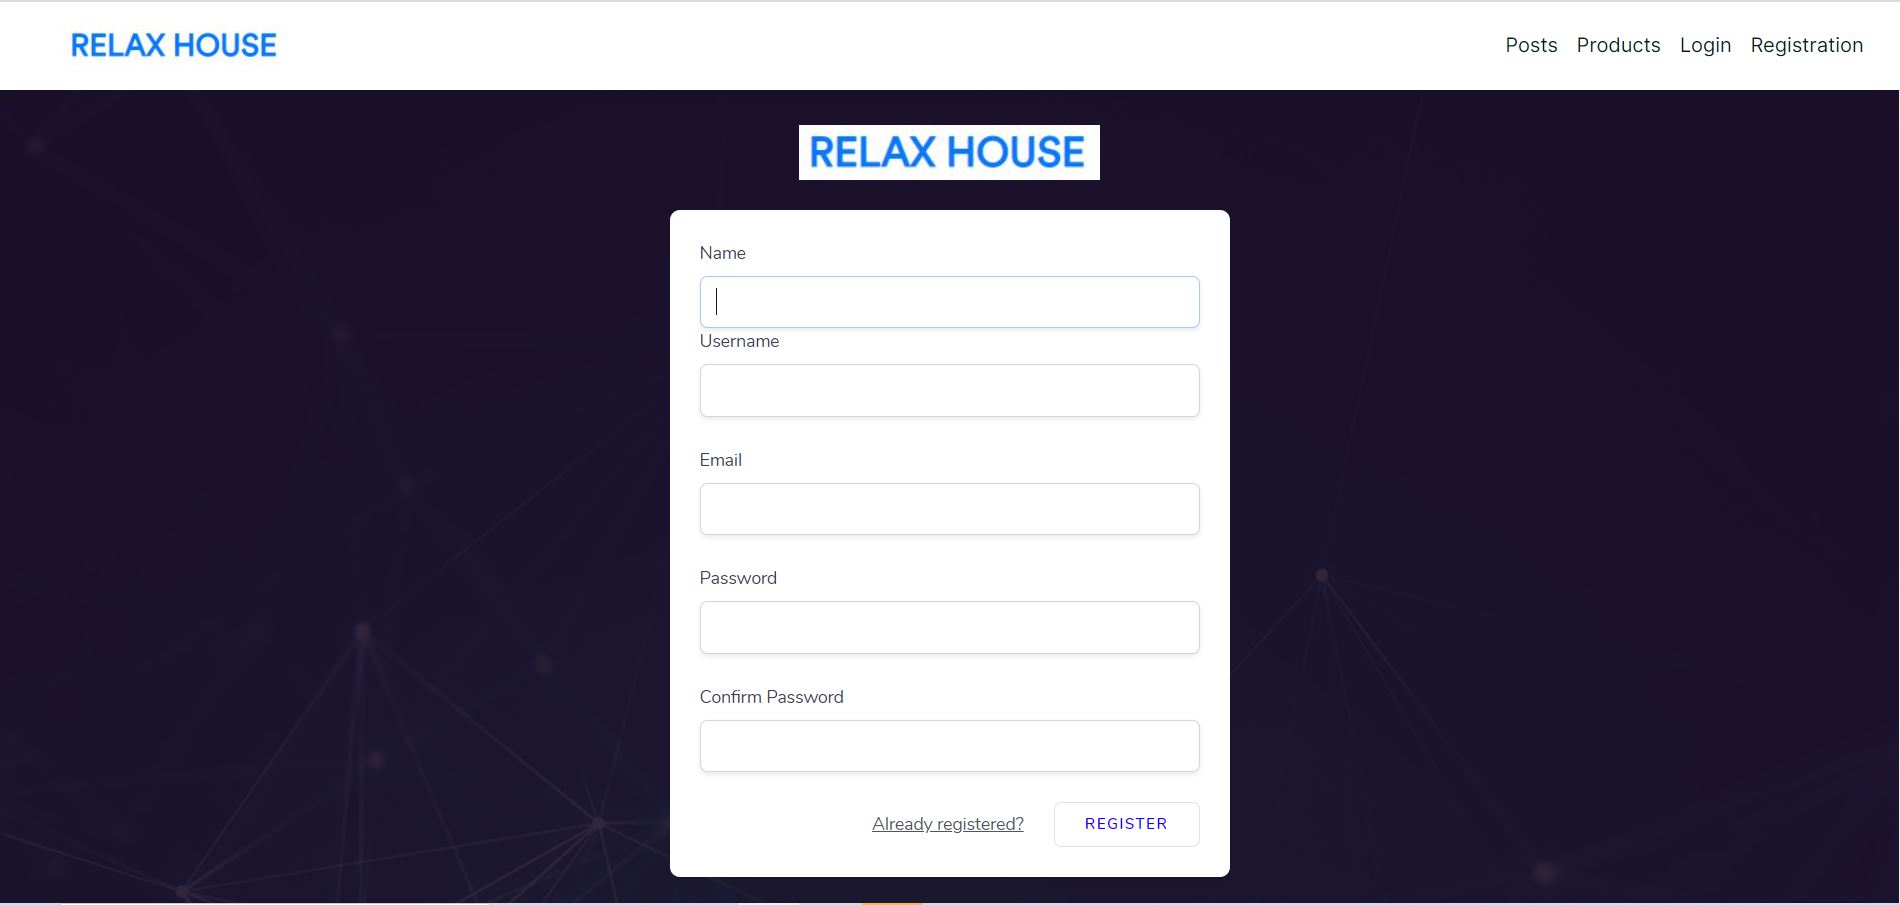 RELAX HOUSE
Posts Products Login Registration
RELAX HOUSE
Name
Username
Email
Password
Confirm Password
Already registered? REGISTER